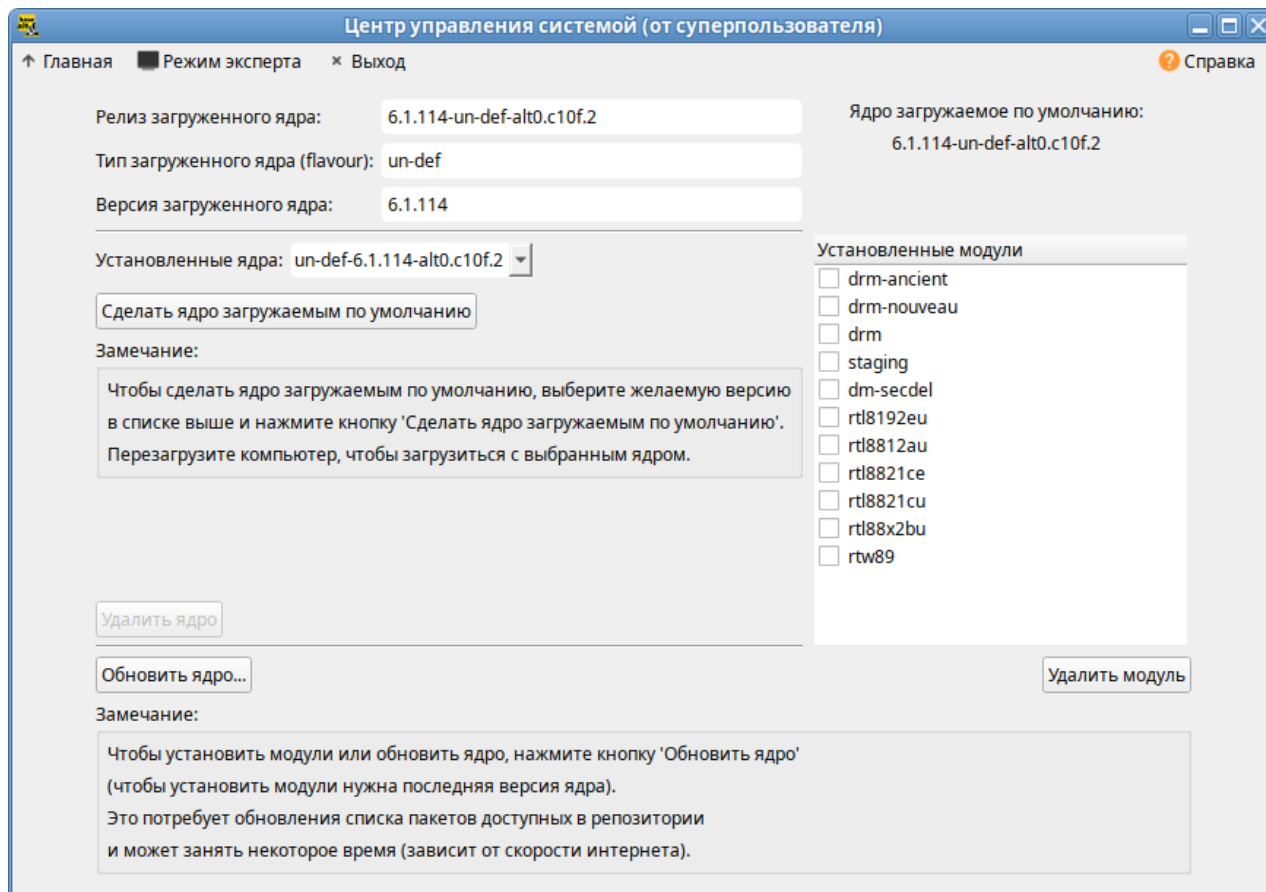 Центр управления системой (от суперпользователя)
Главная Режим эксперта Выход Справка
Релиз загруженного ядра: 6.1.114-un-def-alt0.c10f.2
Тип загруженного ядра (flavour): un-def
Версия загруженного ядра: 6.1.114
Ядро загружаемое по умолчанию:
6.1.114-un-def-alt0.c10f.2
Установленные ядра: un-def-6.1.114-alt0.c10f.2
Сделать ядро загружаемым по умолчанию
Замечание:
Чтобы сделать ядро загружаемым по умолчанию, выберите желаемую версию
в списке выше и нажмите кнопку 'Сделать ядро загружаемым по умолчанию'.
Перезагрузите компьютер, чтобы загрузиться с выбранным ядром.
Удалить ядро
Установленные модули
drm-ancient
drm-nouveau
drm
staging
dm-secdel
rtl8192eu
rtl8812au
rtl8821ce
rtl8821cu
rtl88x2bu
rtw89
Обновить ядро...
Удалить модуль
Замечание:
Чтобы установить модули или обновить ядро, нажмите кнопку 'Обновить ядро'
(чтобы установить модули нужна последняя версия ядра).
Это потребует обновления списка пакетов доступных в репозитории
и может занять некоторое время (зависит от скорости интернета).